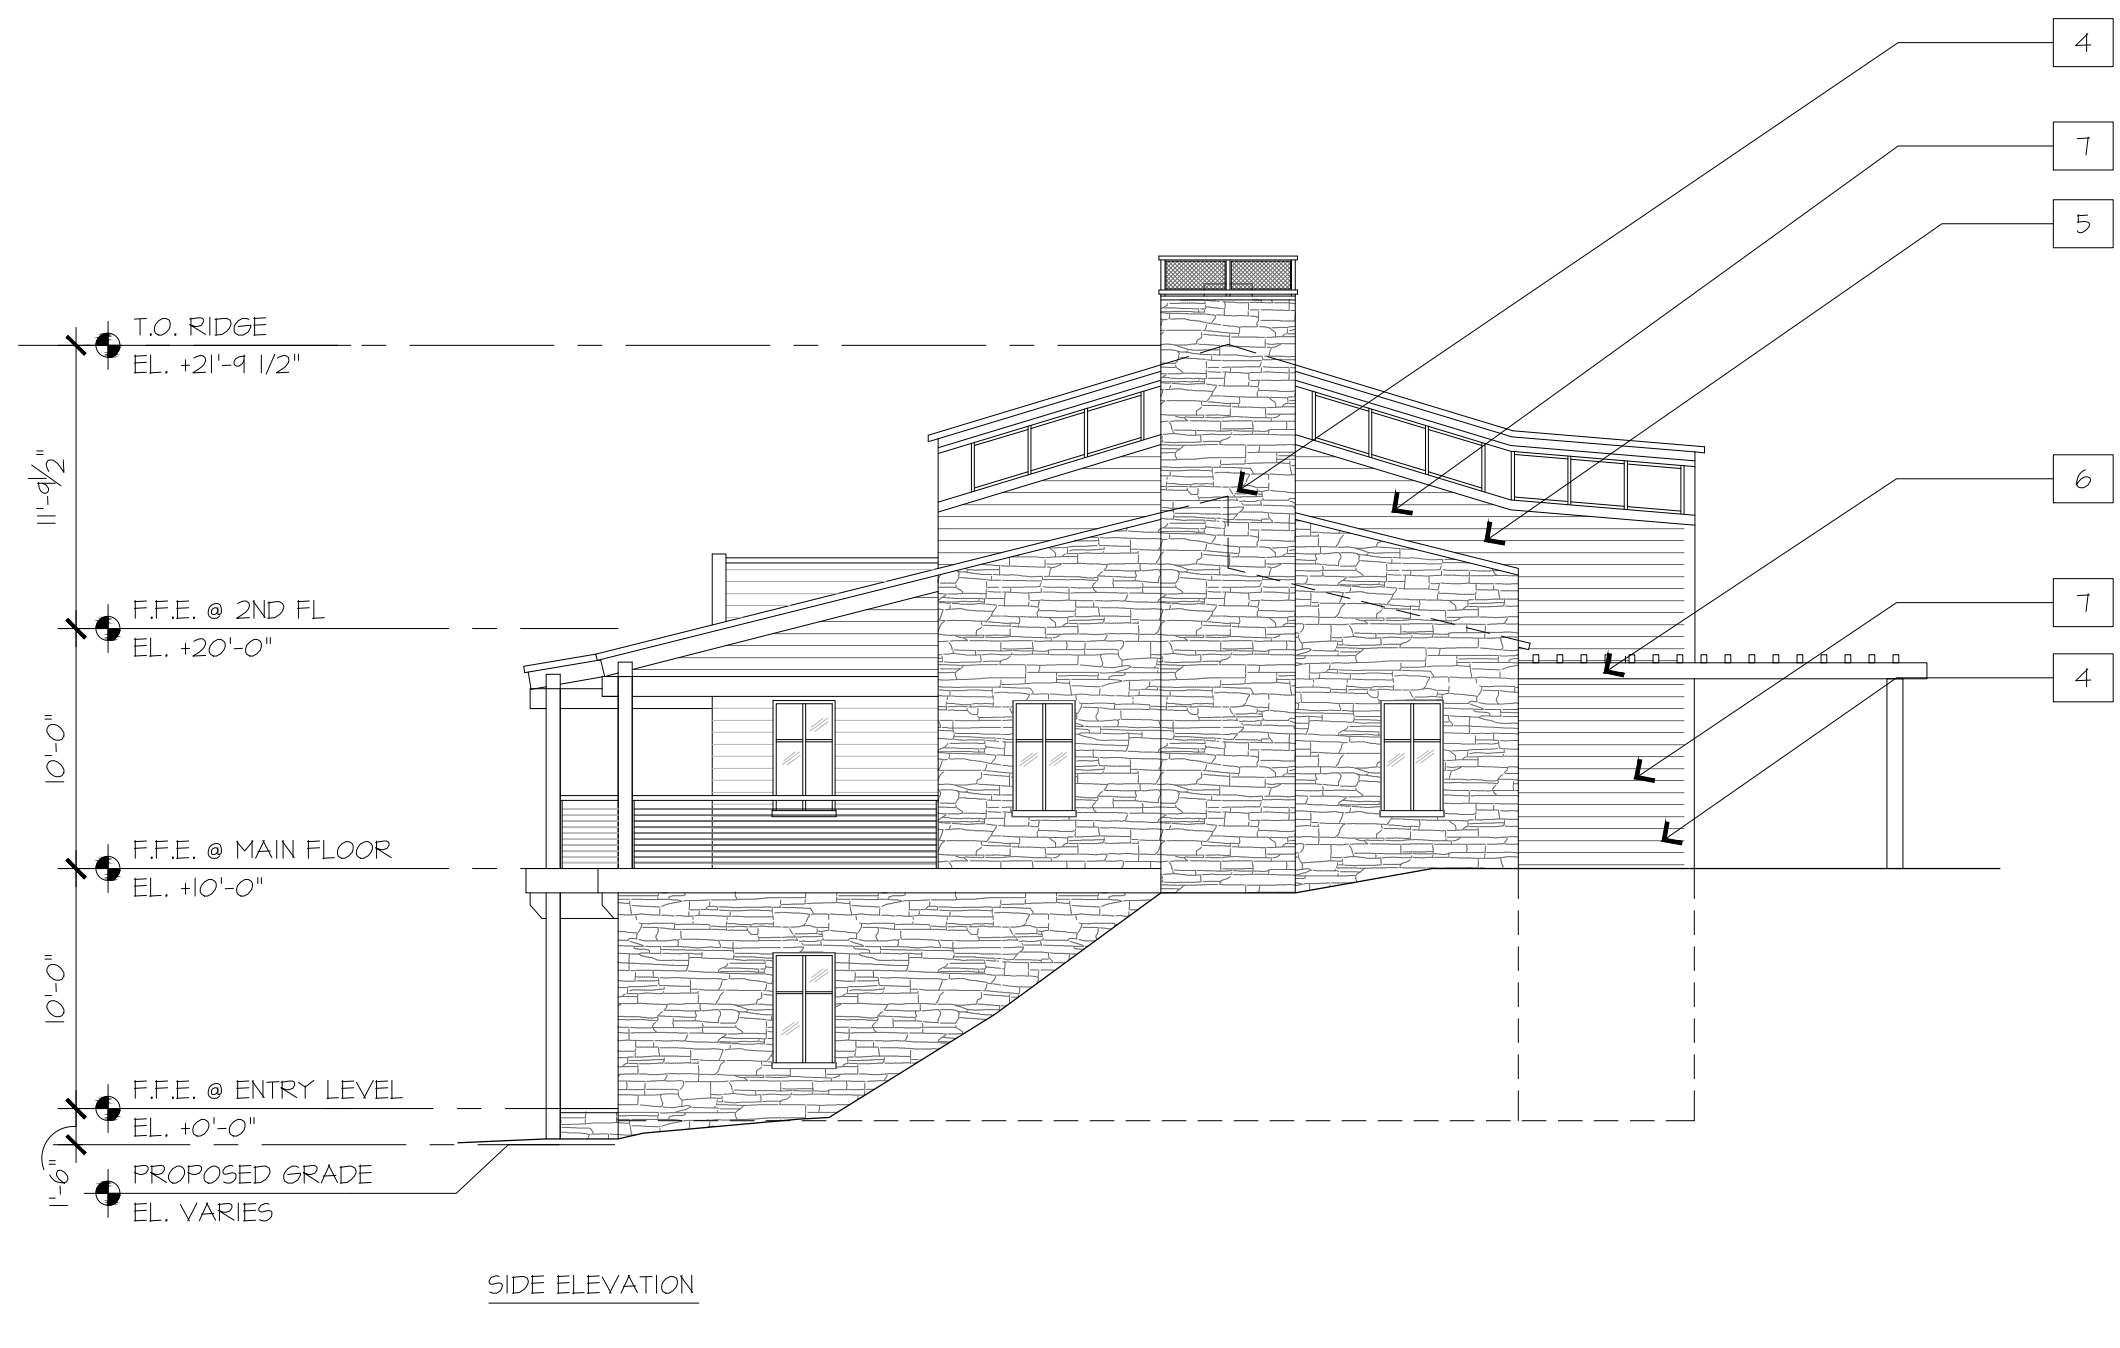 4
7
5
T.O. RIDGE
EL. +21'-9 1/2"
11'-9 1/2"
6
F.F.E. @ 2ND FL
EL. +20'-0"
7
4
10'-0"
F.F.E. @ MAIN FLOOR
EL. +10'-0"
10'-0"
F.F.E. @ ENTRY LEVEL
EL. +0'-0"
1'-6"
PROPOSED GRADE
EL. VARIES
SIDE ELEVATION